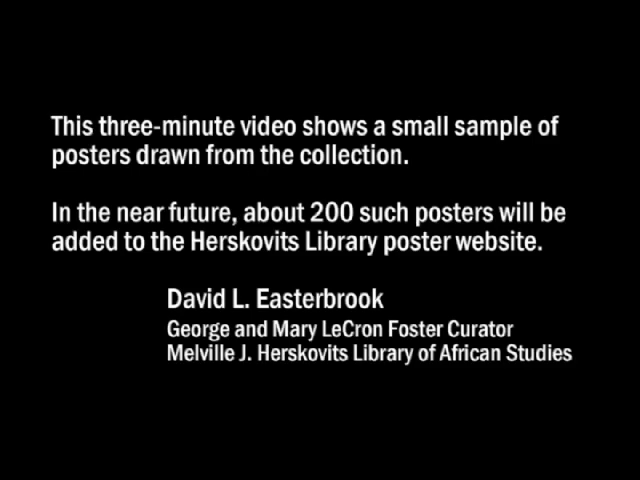 This three-minute video shows a small sample of
posters drawn from the collection.
In the near future, about 200 such posters will be
added to the Herskovits Library poster website.
David L. Easterbrook
George and Mary LeCron Foster Curator
Melville J. Herskovits Library of African Studies